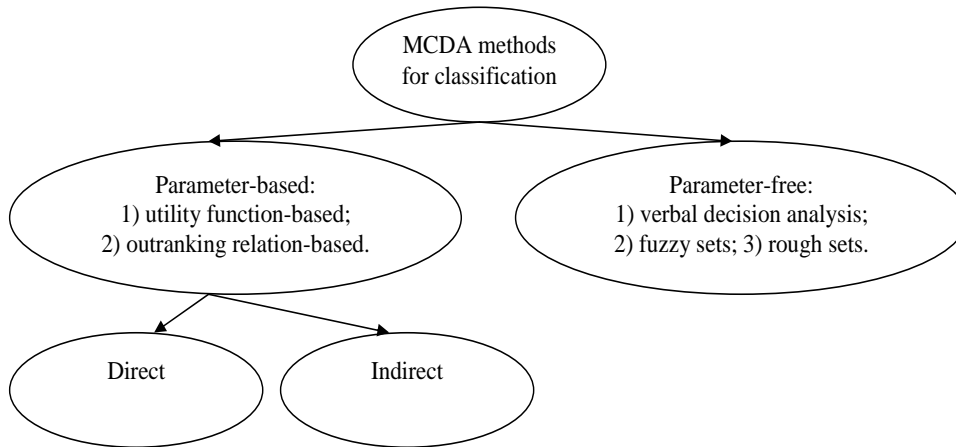 MCDA methods
for classification
Parameter-based:
1) utility function-based;
2) outranking relation-based.
Parameter-free:
1) verbal decision analysis;
2) fuzzy sets; 3) rough sets.
Direct
Indirect